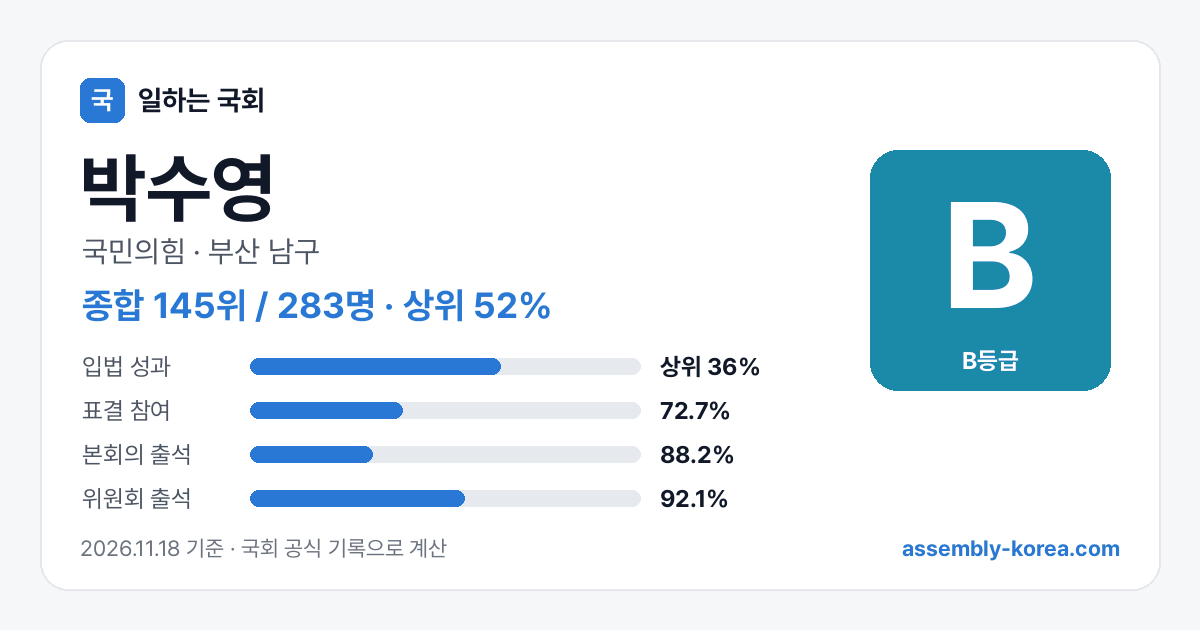 국 일하는 국회
박수영
국민의힘 · 부산 남구
종합 145위 / 283명 · 상위 52%
B
B등급
입법 성과 상위 36%
표결 참여 72.7%
본회의 출석 88.2%
위원회 출석 92.1%
2026.11.18 기준 · 국회 공식 기록으로 계산
assembly-korea.com